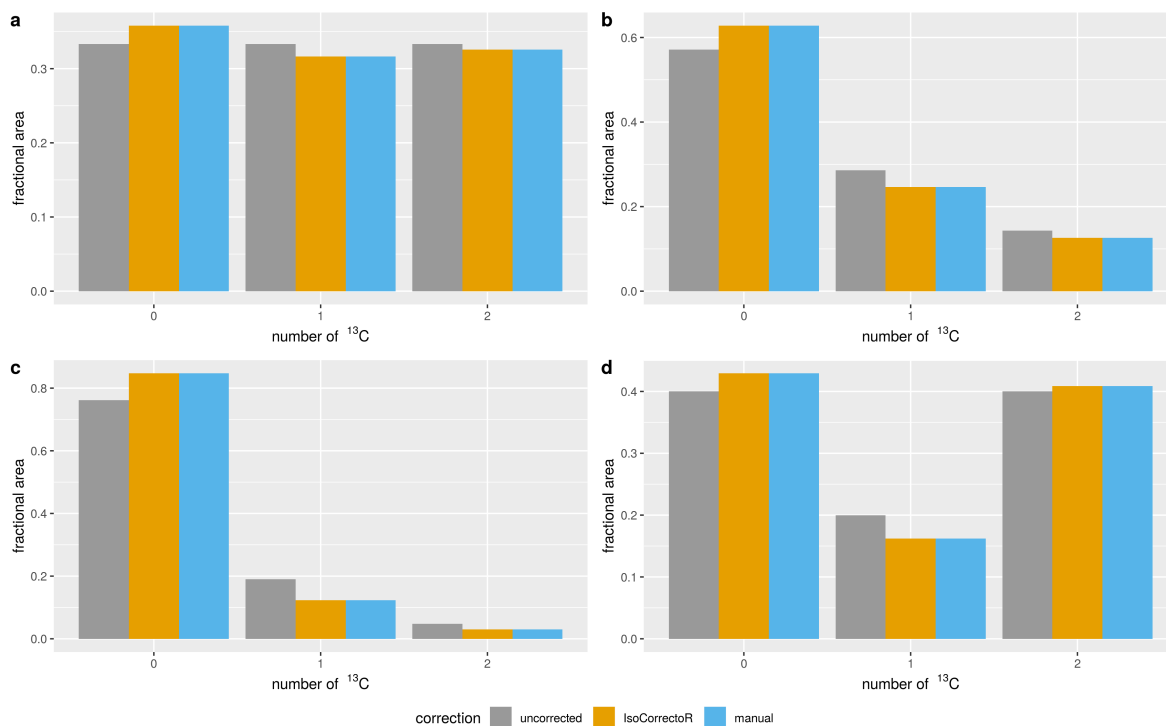 a
fractional area
0.3
0.2
0.1
0.0
0
1
2
number of ¹³C
b
fractional area
0.6
0.4
0.2
0.0
0
1
2
number of ¹³C
c
fractional area
0.8
0.6
0.4
0.2
0.0
0
1
2
number of ¹³C
d
fractional area
0.4
0.3
0.2
0.1
0.0
0
1
2
number of ¹³C
correction uncorrected IsoCorrectoR manual